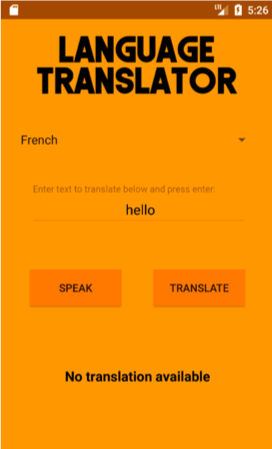 LTE 5:26
LANGUAGE
TRANSLATOR
French
Enter text to translate below and press enter:
hello
SPEAK TRANSLATE
No translation available